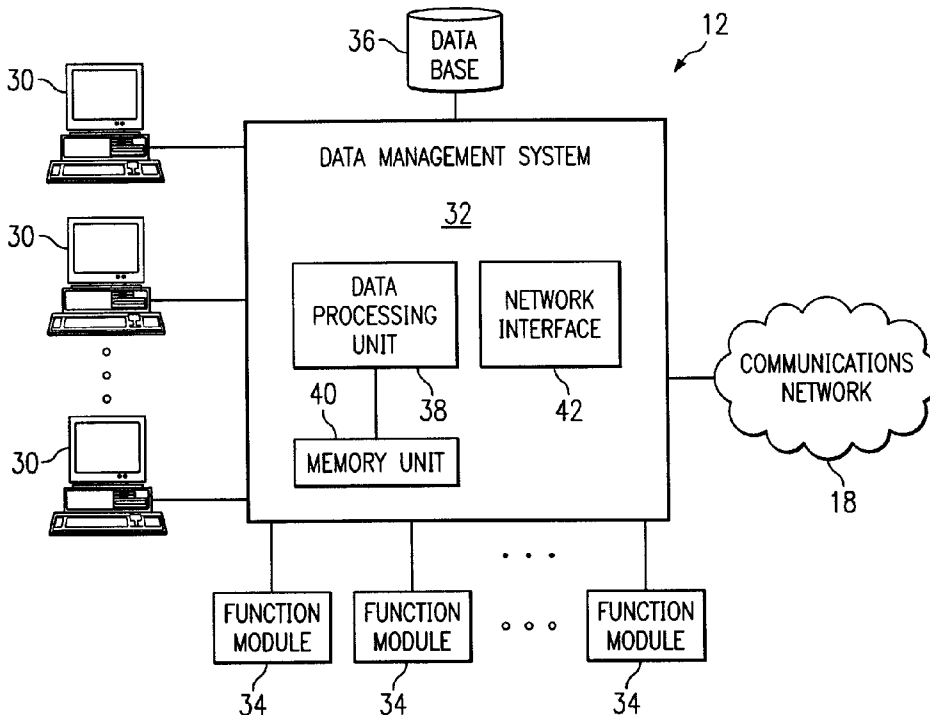 36
DATA
BASE
12
30
DATA MANAGEMENT SYSTEM
32
30
DATA
PROCESSING
UNIT
NETWORK
INTERFACE
COMMUNICATIONS
NETWORK
40
38
42
30
MEMORY UNIT
18
FUNCTION
MODULE
FUNCTION
MODULE
FUNCTION
MODULE
34
34
34